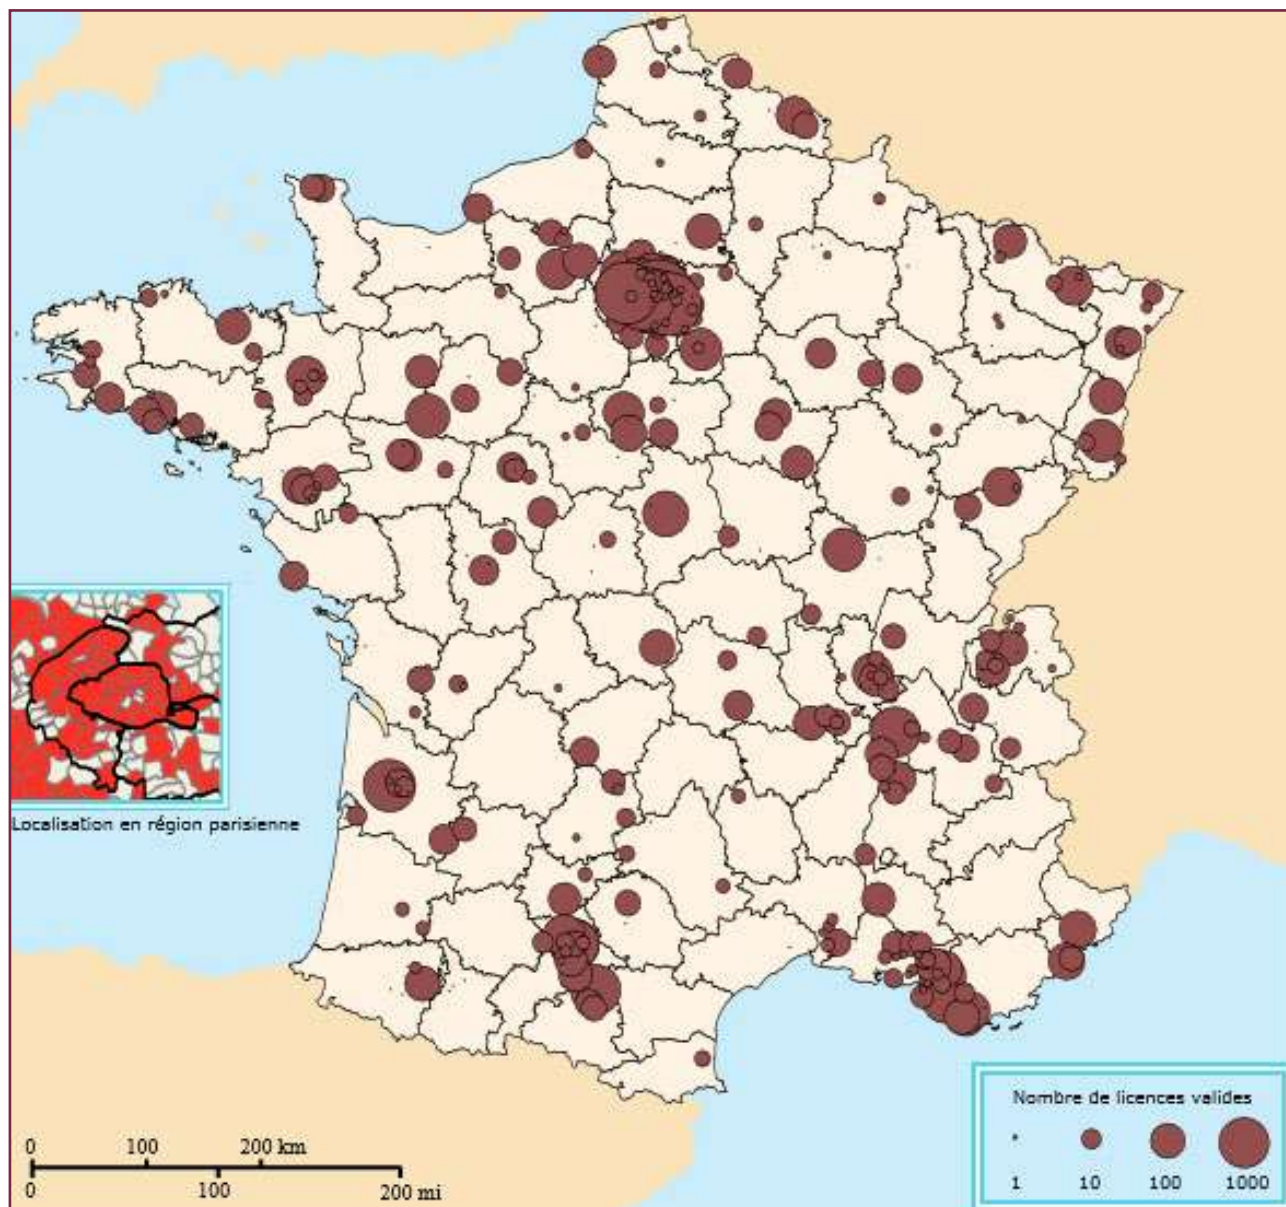 Localisation en région parisienne
Nombre de licences valides
1 10 100 1000
0 100 200 km
0 100 200 mi